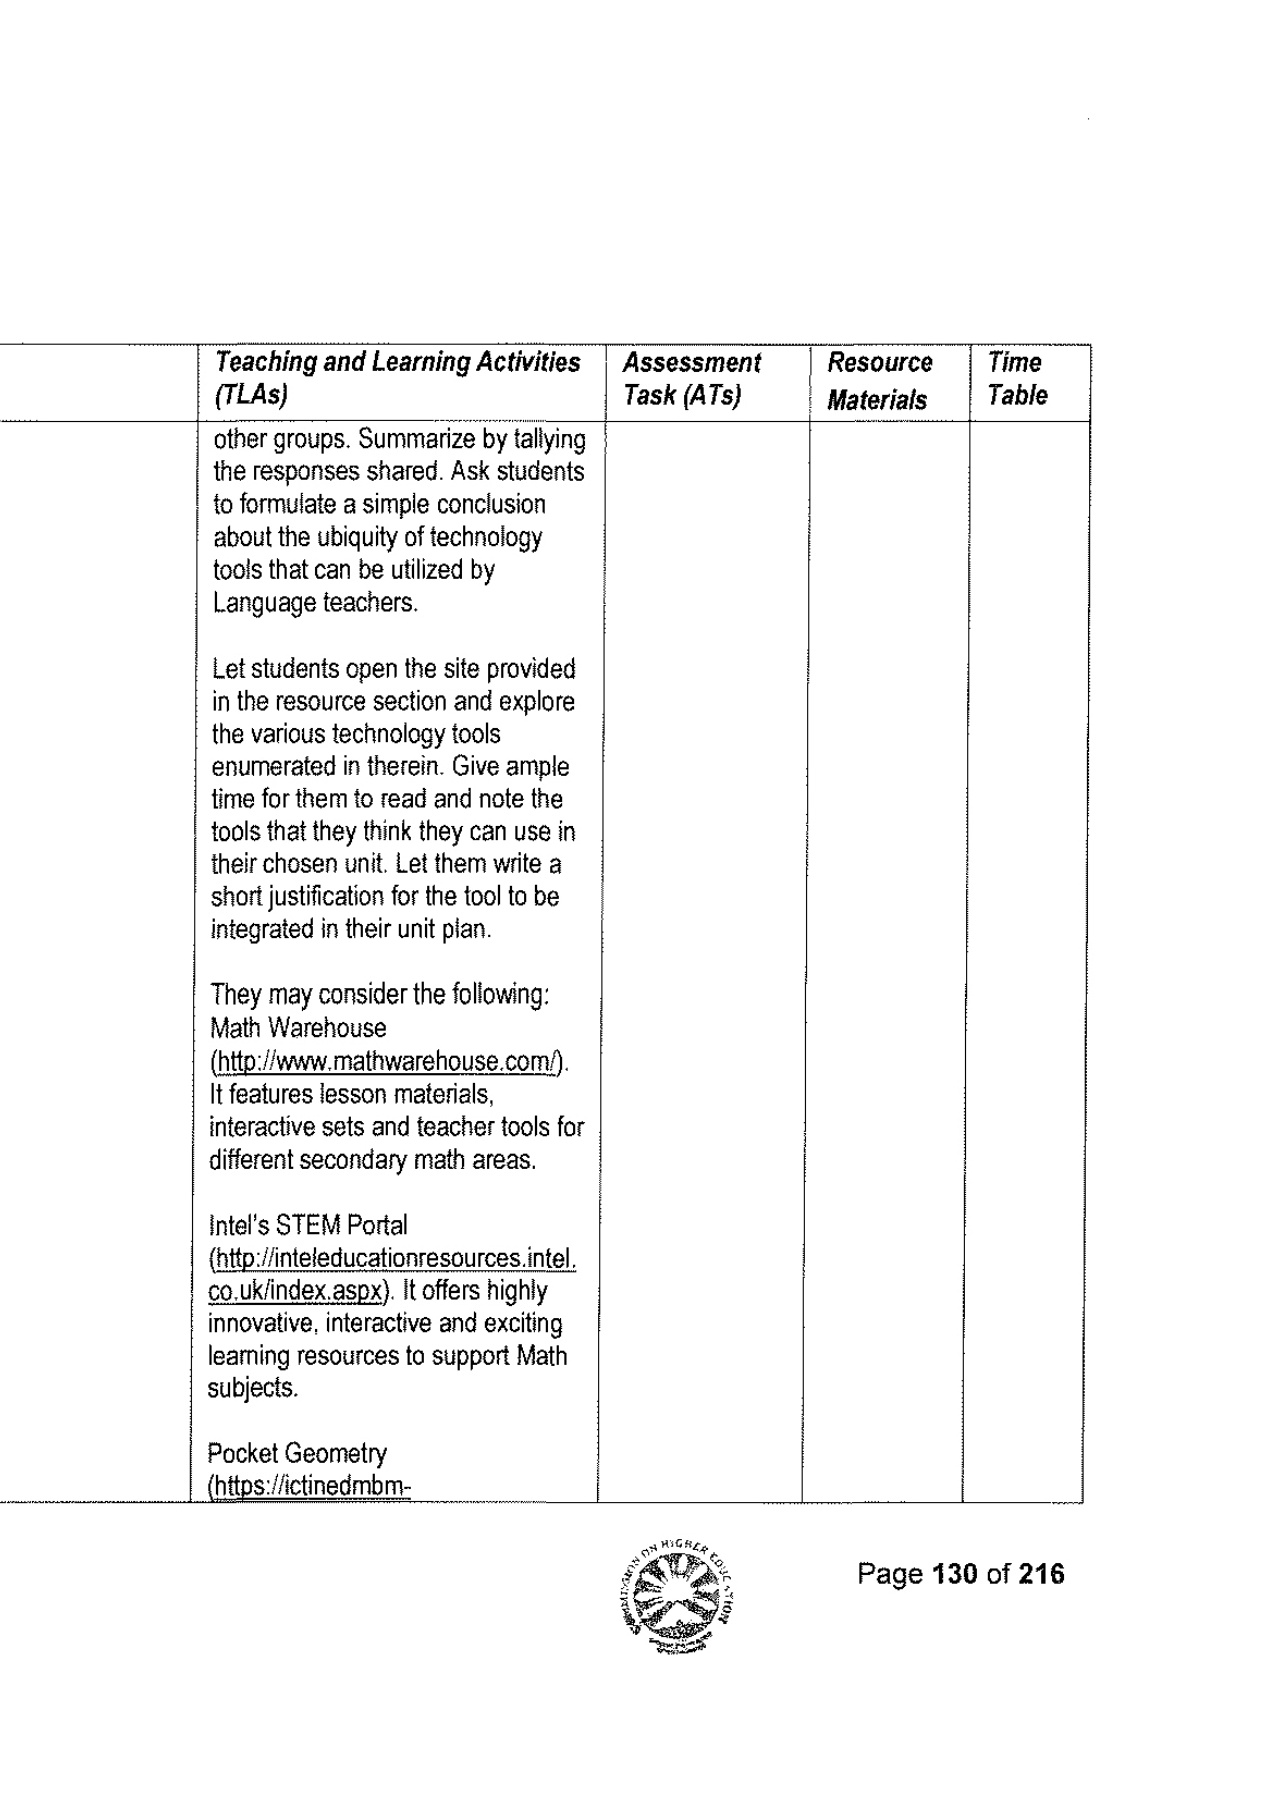 Teaching and Learning Activities
(TLAs)
Assessment
Task (ATs)
Resource
Materials
Time
Table
other groups. Summarize by tallying
the responses shared. Ask students
to formulate a simple conclusion
about the ubiquity of technology
tools that can be utilized by
Language teachers.
Let students open the site provided
in the resource section and explore
the various technology tools
enumerated in therein. Give ample
time for them to read and note the
tools that they think they can use in
their chosen unit. Let them write a
short justification for the tool to be
integrated in their unit plan.
They may consider the following:
Math Warehouse
(http://www.mathwarehouse.com/).
It features lesson materials,
interactive sets and teacher tools for
different secondary math areas.
Intel's STEM Portal
(http://inteleducationresources.intel.
co.uk/index.aspx). It offers highly
innovative, interactive and exciting
learning resources to support Math
subjects.
Pocket Geometry
(https://ictinedmbm-
COMMISSION ON HIGHER EDUCATION
Page 130 of 216